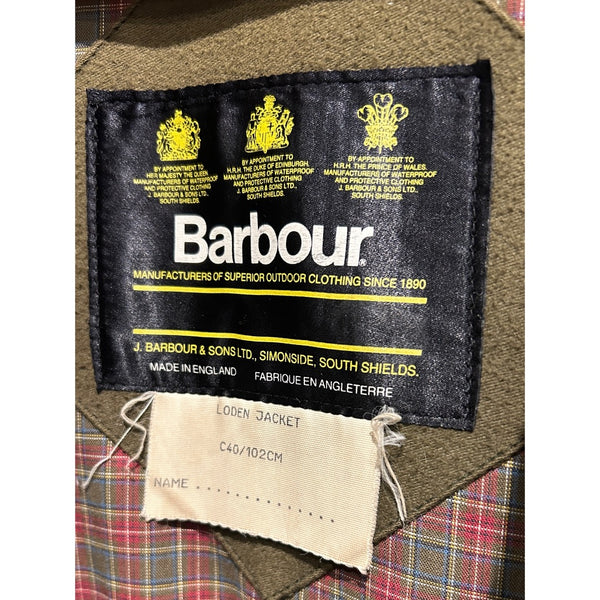 BY APPOINTMENT TO
HER MAJESTY THE QUEEN
MANUFACTURERS OF WATERPROOF
AND PROTECTIVE CLOTHING
J. BARBOUR & SONS LTD.,
SOUTH SHIELDS.
BY APPOINTMENT TO
H.R.H. THE DUKE OF EDINBURGH.
MANUFACTURERS OF WATERPROOF
AND PROTECTIVE CLOTHING
J. BARBOUR & SONS LTD.,
SOUTH SHIELDS.
BY APPOINTMENT TO
H.R.H. THE PRINCE OF WALES.
MANUFACTURERS OF WATERPROOF
AND PROTECTIVE CLOTHING
J. BARBOUR & SONS LTD.,
SOUTH SHIELDS.
Barbour®
MANUFACTURERS OF SUPERIOR OUTDOOR CLOTHING SINCE 1890
J. BARBOUR & SONS LTD., SIMONSIDE, SOUTH SHIELDS.
MADE IN ENGLAND FABRIQUE EN ANGLETERRE
LODEN JACKET
C40/102CM
NAME ..............